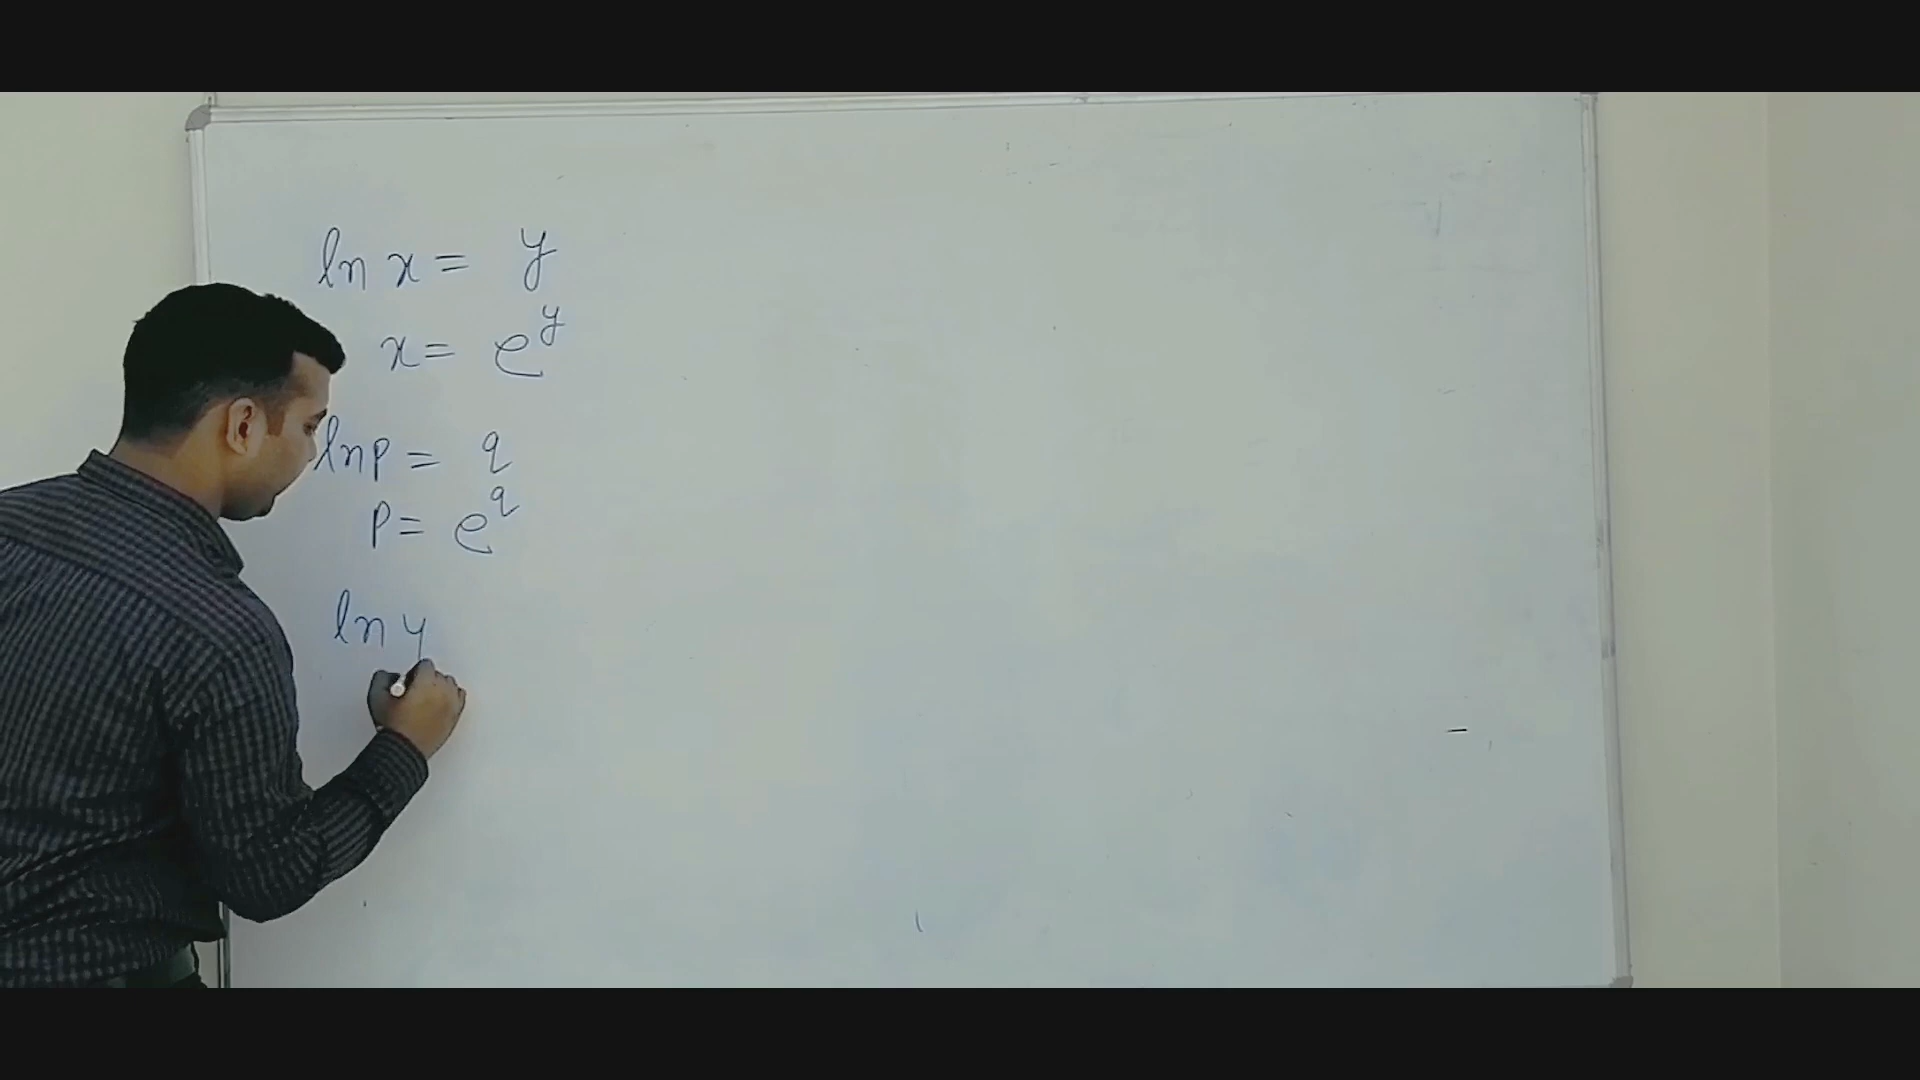 ln x = y
x = e^y
ln p = q
p = e^q
ln y